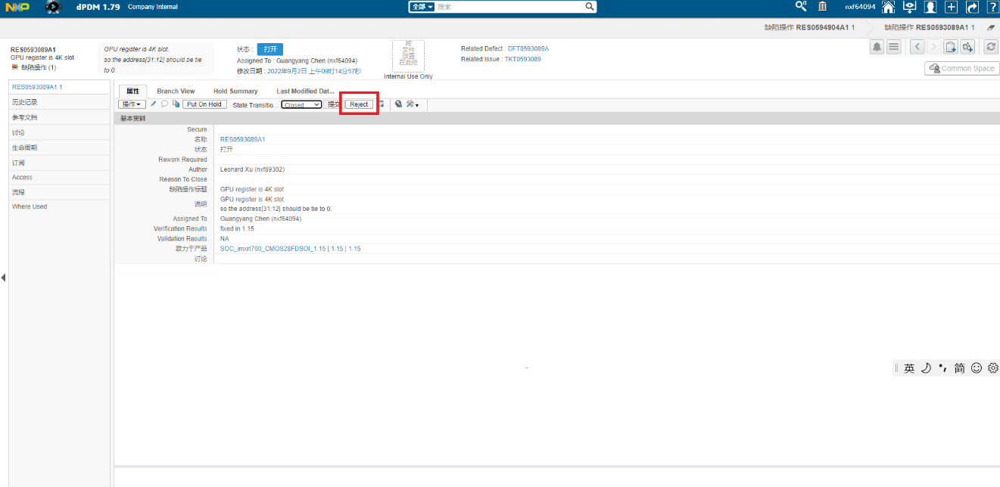 NXP dPDM 1.79 Company Internal 全部 搜索 nxf64094
缺陷操作 RES0594904A1 1 缺陷操作 RES0593089A1 1
RES0593089A1
GPU register is 4K slot
缺陷操作 (1)
GPU register is 4K slot.
so the address[31:12] should be tie
to 0.
状态 : 打开
Assigned To : Guangyang Chen (nxf64094)
修改日期 : 2022年9月2日 上午09时14分57秒
将
文件
放置
在此处
Internal Use Only
Related Defect : DFT0593089A
Related Issue : TKT0593089
Common Space
RES0593089A1 1
历史记录
参考文档
讨论
生命周期
订阅
Access
流程
Where Used
属性 Branch View Hold Summary Last Modified Dat...
操作 Put On Hold State Transitio... Closed 提交 Reject
基本资料
Secure
名称 RES0593089A1
状态 打开
Rework Required
Author Leonard Xu (nxf89302)
Reason To Close
缺陷操作标题 GPU register is 4K slot
说明 GPU register is 4K slot
so the address[31:12] should be tie to 0.
Assigned To Guangyang Chen (nxf64094)
Verification Results fixed in 1.15
Validation Results NA
致力于产品 SOC_imxrt700_CMOS28FDSOI_1.15 [ 1.15 ] 1.15
讨论
英 简